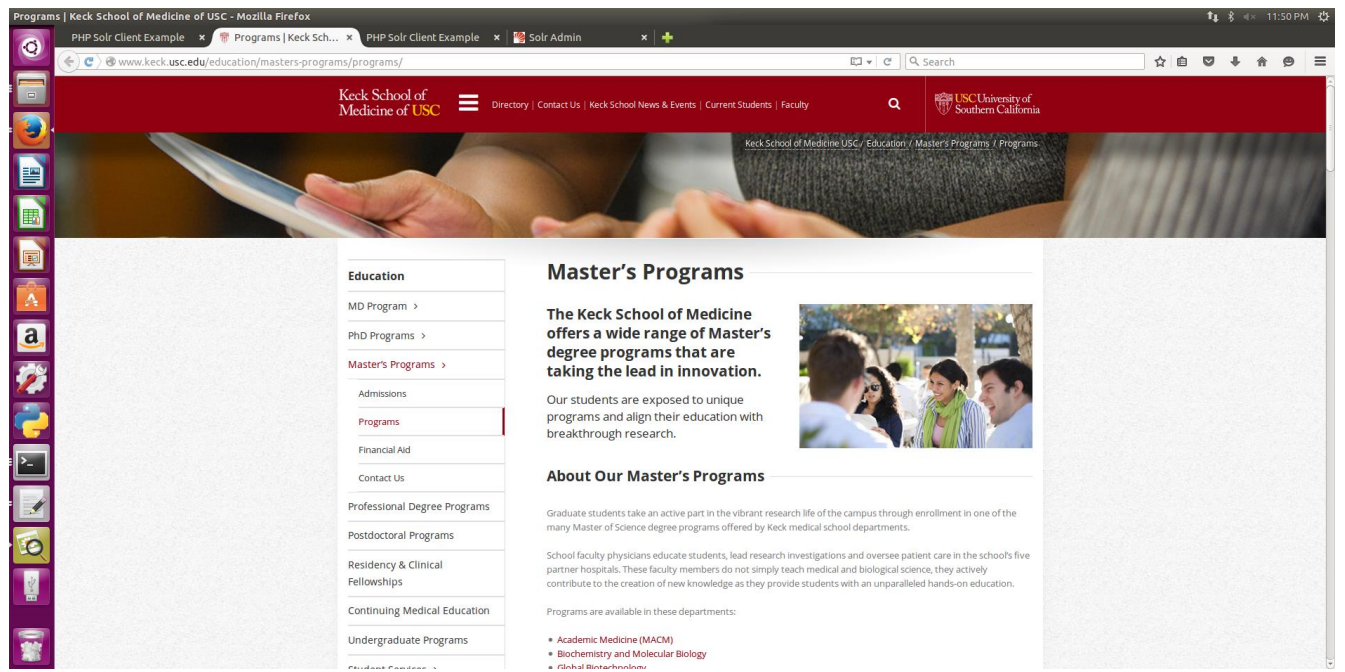 Programs | Keck School of Medicine of USC - Mozilla Firefox
11:50 PM
PHP Solr Client Example
Programs | Keck Sch...
PHP Solr Client Example
Solr Admin
www.keck.usc.edu/education/masters-programs/programs/
Search
Keck School of
Medicine of USC
Directory | Contact Us | Keck School News & Events | Current Students | Faculty
USC University of
Southern California
Keck School of Medicine USC / Education / Master's Programs / Programs
Education
MD Program >
PhD Programs >
Master's Programs >
Admissions
Programs
Financial Aid
Contact Us
Professional Degree Programs
Postdoctoral Programs
Residency & Clinical
Fellowships
Continuing Medical Education
Undergraduate Programs
Student Services >
Master's Programs
The Keck School of Medicine
offers a wide range of Master's
degree programs that are
taking the lead in innovation.
Our students are exposed to unique
programs and align their education with
breakthrough research.
About Our Master's Programs
Graduate students take an active part in the vibrant research life of the campus through enrollment in one of the
many Master of Science degree programs offered by Keck medical school departments.
School faculty physicians educate students, lead research investigations and oversee patient care in the school's five
partner hospitals. These faculty members do not simply teach medical and biological science, they actively
contribute to the creation of new knowledge as they provide students with an unparalleled hands-on education.
Programs are available in these departments:
• Academic Medicine (MACM)
• Biochemistry and Molecular Biology
• Global Biotechnology